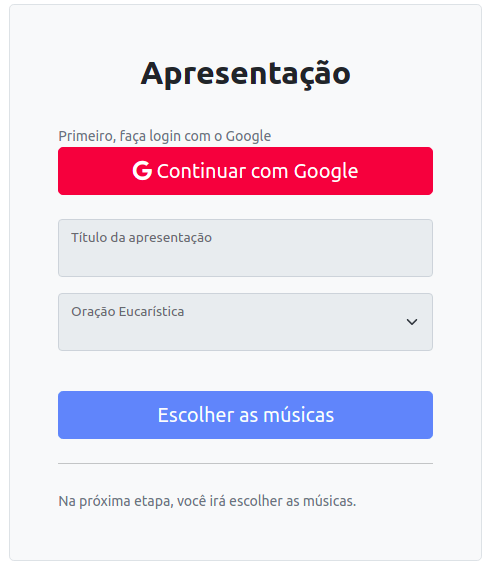 Apresentação
Primeiro, faça login com o Google
Continuar com Google
Título da apresentação
Oração Eucarística
Escolher as músicas
Na próxima etapa, você irá escolher as músicas.